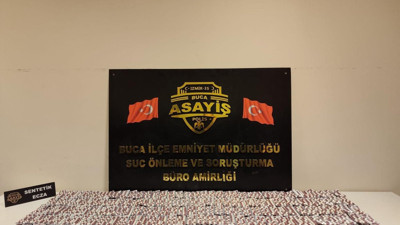 İZMİR-35
BUCA
ASAYİŞ
POLİS
BUCA İLÇE EMNİYET MÜDÜRLÜĞÜ
SUÇ ÖNLEME VE SORUŞTURMA
BÜRO AMİRLİĞİ
SENTETİK
ECZA